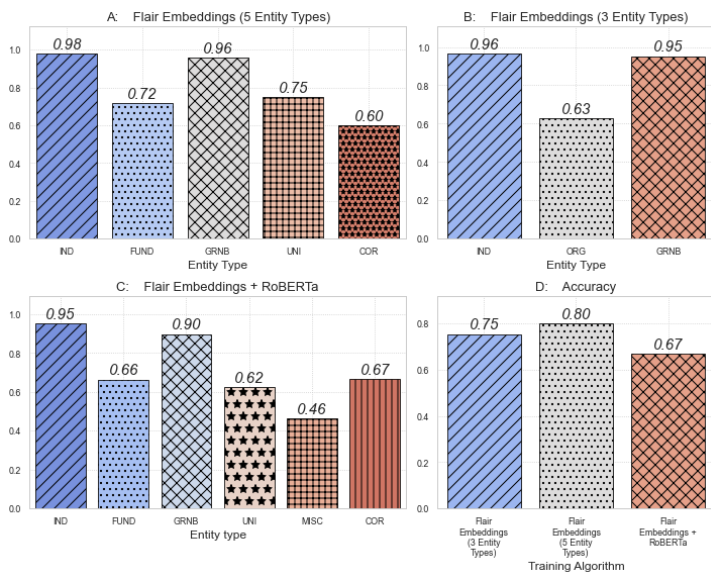 A: Flair Embeddings (5 Entity Types)
0.98
0.72
0.96
0.75
0.60
1.0
0.8
0.6
0.4
0.2
0.0
IND FUND GRNB UNI COR
Entity Type
B: Flair Embeddings (3 Entity Types)
0.96
0.63
0.95
1.0
0.8
0.6
0.4
0.2
0.0
IND ORG GRNB
Entity Type
C: Flair Embeddings + RoBERTa
0.95
0.66
0.90
0.62
0.46
0.67
1.0
0.8
0.6
0.4
0.2
0.0
IND FUND GRNB UNI MISC COR
Entity type
D: Accuracy
0.75
0.80
0.67
0.8
0.6
0.4
0.2
0.0
Flair
Embeddings
(3 Entity
Types)
Flair
Embeddings
(5 Entity
Types)
Flair
Embeddings +
RoBERTa
Training Algorithm